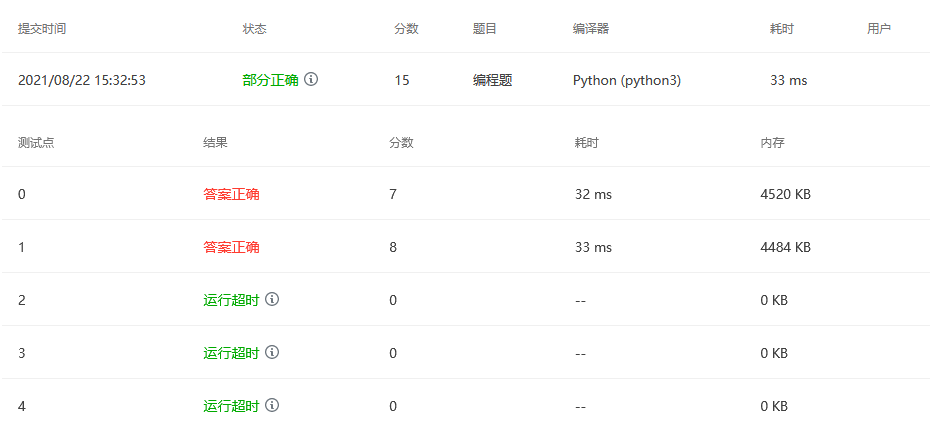 提交时间 状态 分数 题目 编译器 耗时 用户
2021/08/22 15:32:53 部分正确 15 编程题 Python (python3) 33 ms
测试点 结果 分数 耗时 内存
0 答案正确 7 32 ms 4520 KB
1 答案正确 8 33 ms 4484 KB
2 运行超时 0 -- 0 KB
3 运行超时 0 -- 0 KB
4 运行超时 0 -- 0 KB